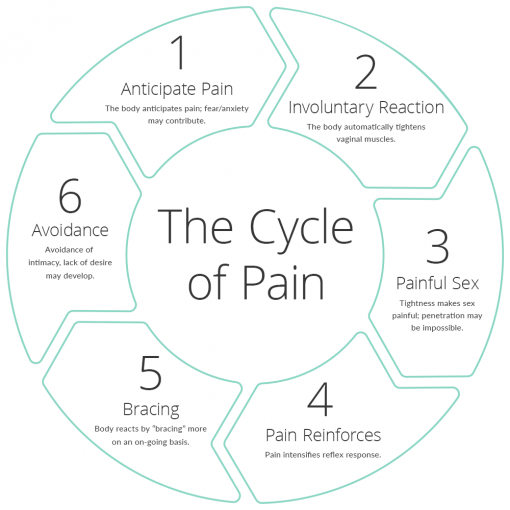 1
Anticipate Pain
The body anticipates pain; fear/anxiety
may contribute.
2
Involuntary Reaction
The body automatically tightens
vaginal muscles.
3
Painful Sex
Tightness makes sex
painful; penetration may
be impossible.
4
Pain Reinforces
Pain intensifies reflex response.
5
Bracing
Body reacts by "bracing" more
on an on-going basis.
6
Avoidance
Avoidance of
intimacy, lack of desire
may develop.
The Cycle
of Pain